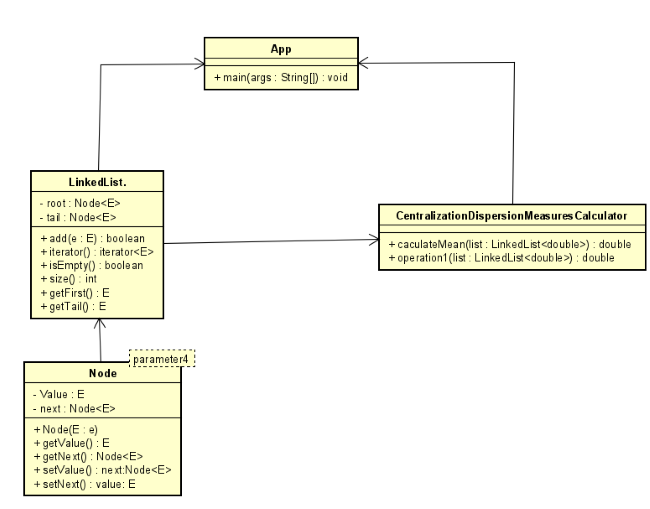 App
+ main(args : String[]) : void
LinkedList.
- root : Node<E>
- tail : Node<E>
+ add(e : E) : boolean
+ iterator() : iterator<E>
+ isEmpty() : boolean
+ size() : int
+ getFirst() : E
+ getTail() : E
CentralizationDispersionMeasuresCalculator
+ caculateMean(list : LinkedList<double>) : double
+ operation1(list : LinkedList<double>) : double
parameter4
Node
- Value : E
- next : Node<E>
+ Node(E : e)
+ getValue() : E
+ getNext() : Node<E>
+ setValue() : next:Node<E>
+ setNext() : value: E